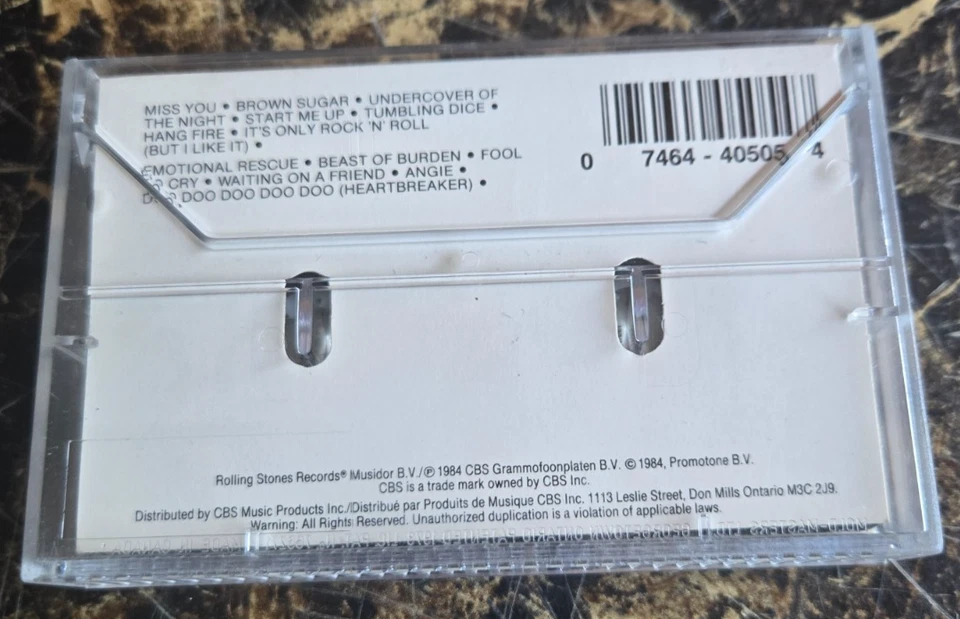 MISS YOU • BROWN SUGAR • UNDERCOVER OF
THE NIGHT • START ME UP • TUMBLING DICE •
HANG FIRE • IT'S ONLY ROCK 'N' ROLL
(BUT I LIKE IT) •
EMOTIONAL RESCUE • BEAST OF BURDEN • FOOL
TO CRY • WAITING ON A FRIEND • ANGIE •
DOO DOO DOO DOO DOO (HEARTBREAKER) •
0 7464 - 40505 4
Rolling Stones Records® Musidor B.V./℗ 1984 CBS Grammofoonplaten B.V. © 1984, Promotone B.V.
CBS is a trade mark owned by CBS Inc.
Distributed by CBS Music Products Inc./Distribué par Produits de Musique CBS Inc. 1113 Leslie Street, Don Mills Ontario M3C 2J9.
Warning: All Rights Reserved. Unauthorized duplication is a violation of applicable laws.